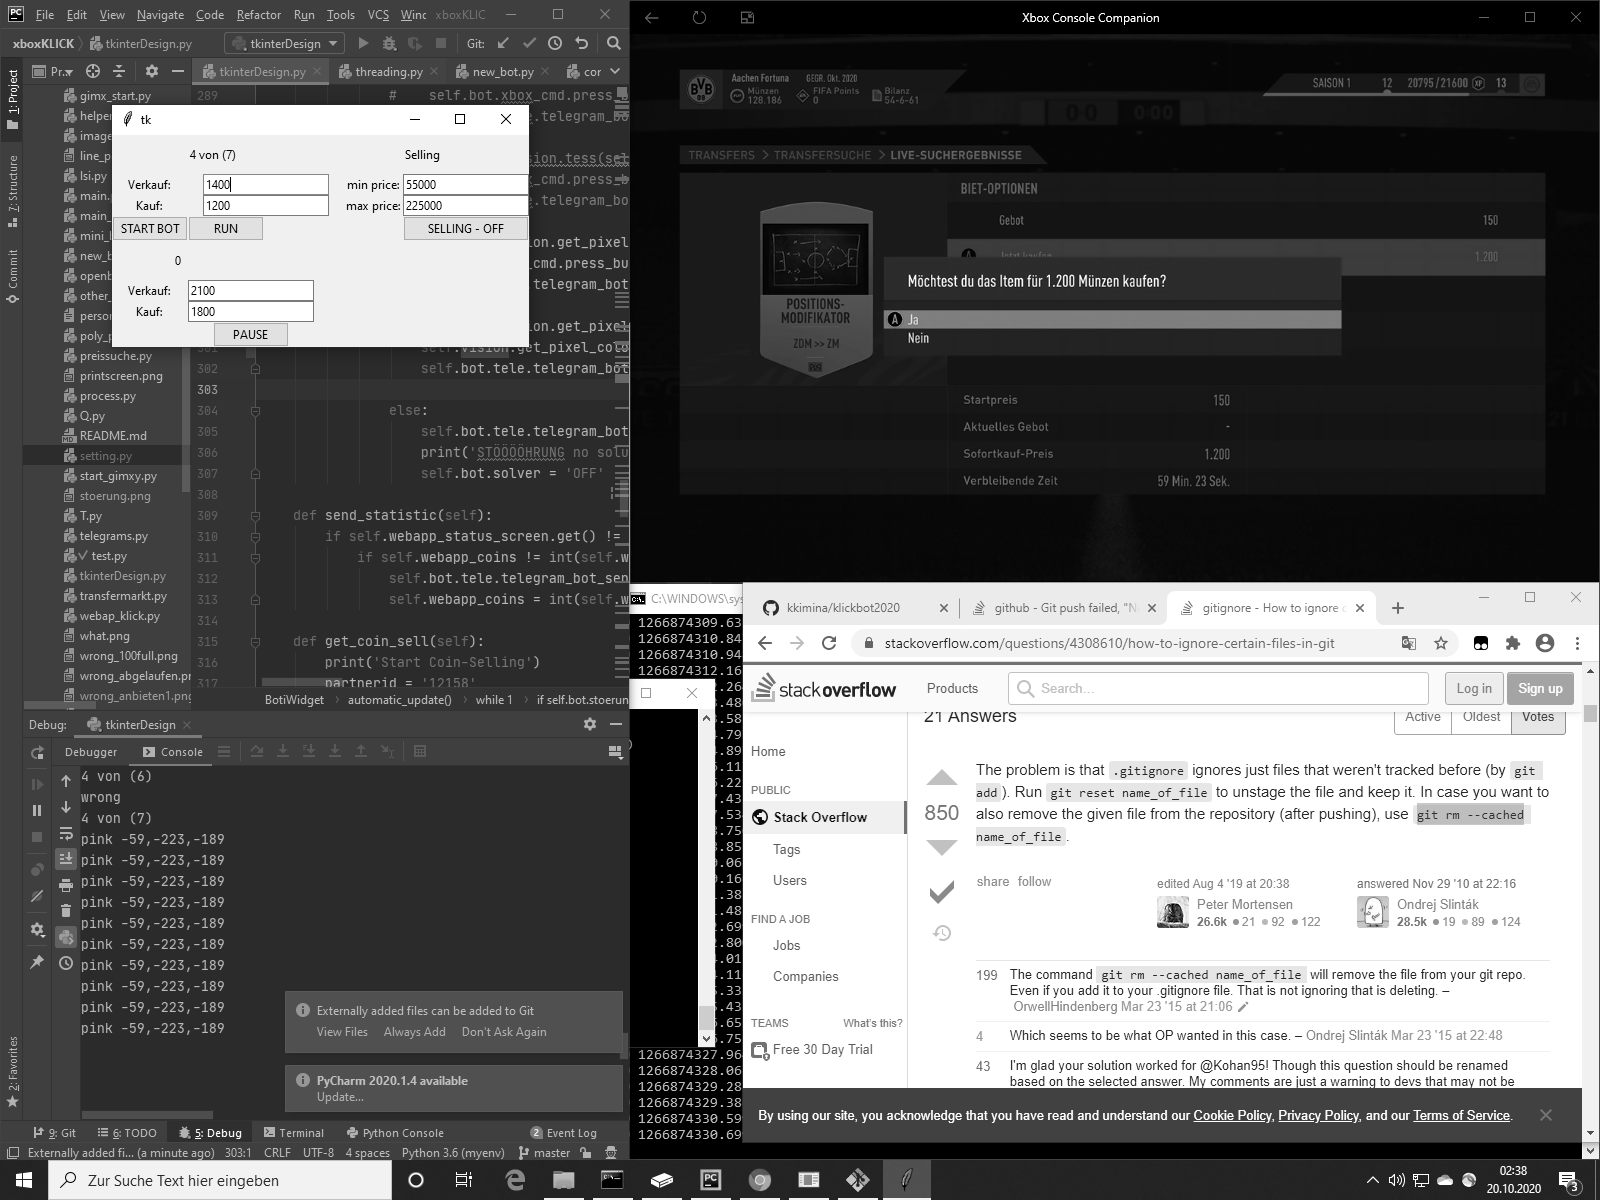 File Edit View Navigate Code Refactor Run Tools VCS Winc xboxKLIC
xboxKLICK tkinterDesign.py tkinterDesign Git:
1: Project
7: Structure
Commit
2: Favorites
Pr.
tkinterDesign.py threading.py new_bot.py cor
gimx_start.py
helper
image
line_p
lsi.py
main.
main_
mini_l
new_b
openb
other_
person
poly_p
preissuche.py
printscreen.png
process.py
Q.py
README.md
setting.py
start_gimxy.py
stoerung.png
T.py
telegrams.py
test.py
tkinterDesign.py
transfermarkt.py
webap_klick.py
what.png
wrong_100full.png
wrong_abgelaufen.png
wrong_anbieten1.png
289 # self.bot.xbox_cmd.press_b
tk
4 von (7) Selling
Verkauf: 1400 min price: 55000
Kauf: 1200 max price: 225000
START BOT RUN SELLING - OFF
0
Verkauf: 2100
Kauf: 1800
PAUSE
self.vision.get_pixel_colo
302 self.bot.tele.telegram_bot
303
304 else:
305 self.bot.tele.telegram_bot
306 print('STÖÖÖÖHRUNG no solu
307 self.bot.solver = 'OFF'
308
309 def send_statistic(self):
310 if self.webapp_status_screen.get() !=
311 if self.webapp_coins != int(self.w
312 self.bot.tele.telegram_bot_sen
313 self.webapp_coins = int(self.w
314
315 def get_coin_sell(self):
316 print('Start Coin-Selling')
317 partnerid = '12158'
BotiWidget automatic_update() while 1 if self.bot.stoerun
Debug: tkinterDesign
Debugger Console
4 von (6)
wrong
4 von (7)
pink -59,-223,-189
pink -59,-223,-189
pink -59,-223,-189
pink -59,-223,-189
pink -59,-223,-189
pink -59,-223,-189
pink -59,-223,-189
pink -59,-223,-189
pink -59,-223,-189
pink -59,-223,-189
Externally added files can be added to Git
View Files Always Add Don't Ask Again
PyCharm 2020.1.4 available
Update...
9: Git 6: TODO 5: Debug Terminal Python Console 2 Event Log
Externally added fi... (a minute ago) 303:1 CRLF UTF-8 4 spaces Python 3.6 (myenv) master
Xbox Console Companion
Aachen Fortuna GEGR. Okt. 2020
Münzen 128.186 FIFA Points 0 Bilanz 54-6-61
SAISON 1 12 20795/21600 XP 13
TRANSFERS > TRANSFERSUCHE > LIVE-SUCHERGEBNISSE
BIET-OPTIONEN
Gebot 150
Jetzt kaufen 1.200
Möchtest du das Item für 1.200 Münzen kaufen?
A Ja
Nein
POSITIONS-
MODIFIKATOR
ZDM >> ZM
Startpreis 150
Aktuelles Gebot -
Sofortkauf-Preis 1.200
Verbleibende Zeit 59 Min. 23 Sek.
C:\WINDOWS\sys
1266874309.63
1266874310.84
1266874310.94
1266874312.16
1266874327.96
1266874328.06
1266874329.28
1266874329.38
1266874330.59
1266874330.69
kkimina/klickbot2020 github - Git push failed, "N gitignore - How to ignore c
stackoverflow.com/questions/4308610/how-to-ignore-certain-files-in-git
stack overflow Products Search... Log in Sign up
21 Answers Active Oldest Votes
Home
PUBLIC
Stack Overflow
Tags
Users
FIND A JOB
Jobs
Companies
TEAMS What's this?
Free 30 Day Trial
850
The problem is that .gitignore ignores just files that weren't tracked before (by git
add). Run git reset name_of_file to unstage the file and keep it. In case you want to
also remove the given file from the repository (after pushing), use git rm --cached
name_of_file.
share follow
edited Aug 4 '19 at 20:38
Peter Mortensen
26.6k 21 92 122
answered Nov 29 '10 at 22:16
Ondrej Slinták
28.5k 19 89 124
199 The command git rm --cached name_of_file will remove the file from your git repo.
Even if you add it to your .gitignore file. That is not ignoring that is deleting. –
OrwellHindenberg Mar 23 '15 at 21:06
4 Which seems to be what OP wanted in this case. – Ondrej Slinták Mar 23 '15 at 22:48
43 I'm glad your solution worked for @Kohan95! Though this question should be renamed
based on the selected answer. My comments are just a warning to devs that may not be
By using our site, you acknowledge that you have read and understand our Cookie Policy, Privacy Policy, and our Terms of Service.
Zur Suche Text hier eingeben
02:38
20.10.2020
3